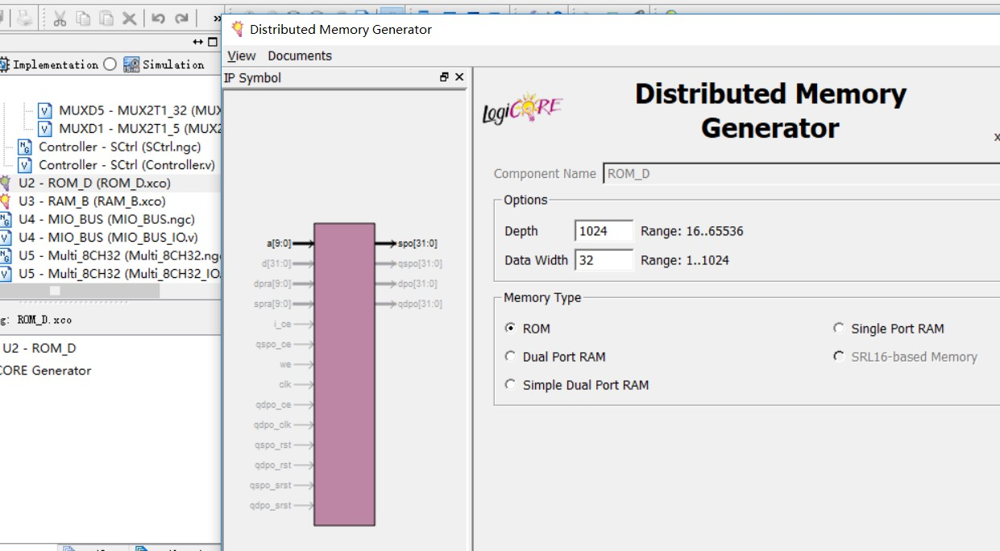 Distributed Memory Generator
View Documents
IP Symbol
Implementation
Simulation
MUXD5 - MUX2T1_32 (MUX
MUXD1 - MUX2T1_5 (MUX2
Controller - SCtrl (SCtrl.ngc)
Controller - SCtrl (Controller.v)
U2 - ROM_D (ROM_D.xco)
U3 - RAM_B (RAM_B.xco)
U4 - MIO_BUS (MIO_BUS.ngc)
U4 - MIO_BUS (MIO_BUS_IO.v)
U5 - Multi_8CH32 (Multi_8CH32.ng
U5 - Multi_8CH32 (Multi_8CH32_IO.
g: ROM_D.xco
U2 - ROM_D
CORE Generator
a[9:0]
d[31:0]
dpra[9:0]
spra[9:0]
i_ce
qspo_ce
we
clk
qdpo_ce
qdpo_clk
qspo_rst
qdpo_rst
qspo_srst
qdpo_srst
spo[31:0]
qspo[31:0]
dpo[31:0]
qdpo[31:0]
LogiCORE
Distributed Memory
Generator
Component Name ROM_D
Options
Depth 1024 Range: 16..65536
Data Width 32 Range: 1..1024
Memory Type
ROM
Single Port RAM
Dual Port RAM
SRL16-based Memory
Simple Dual Port RAM